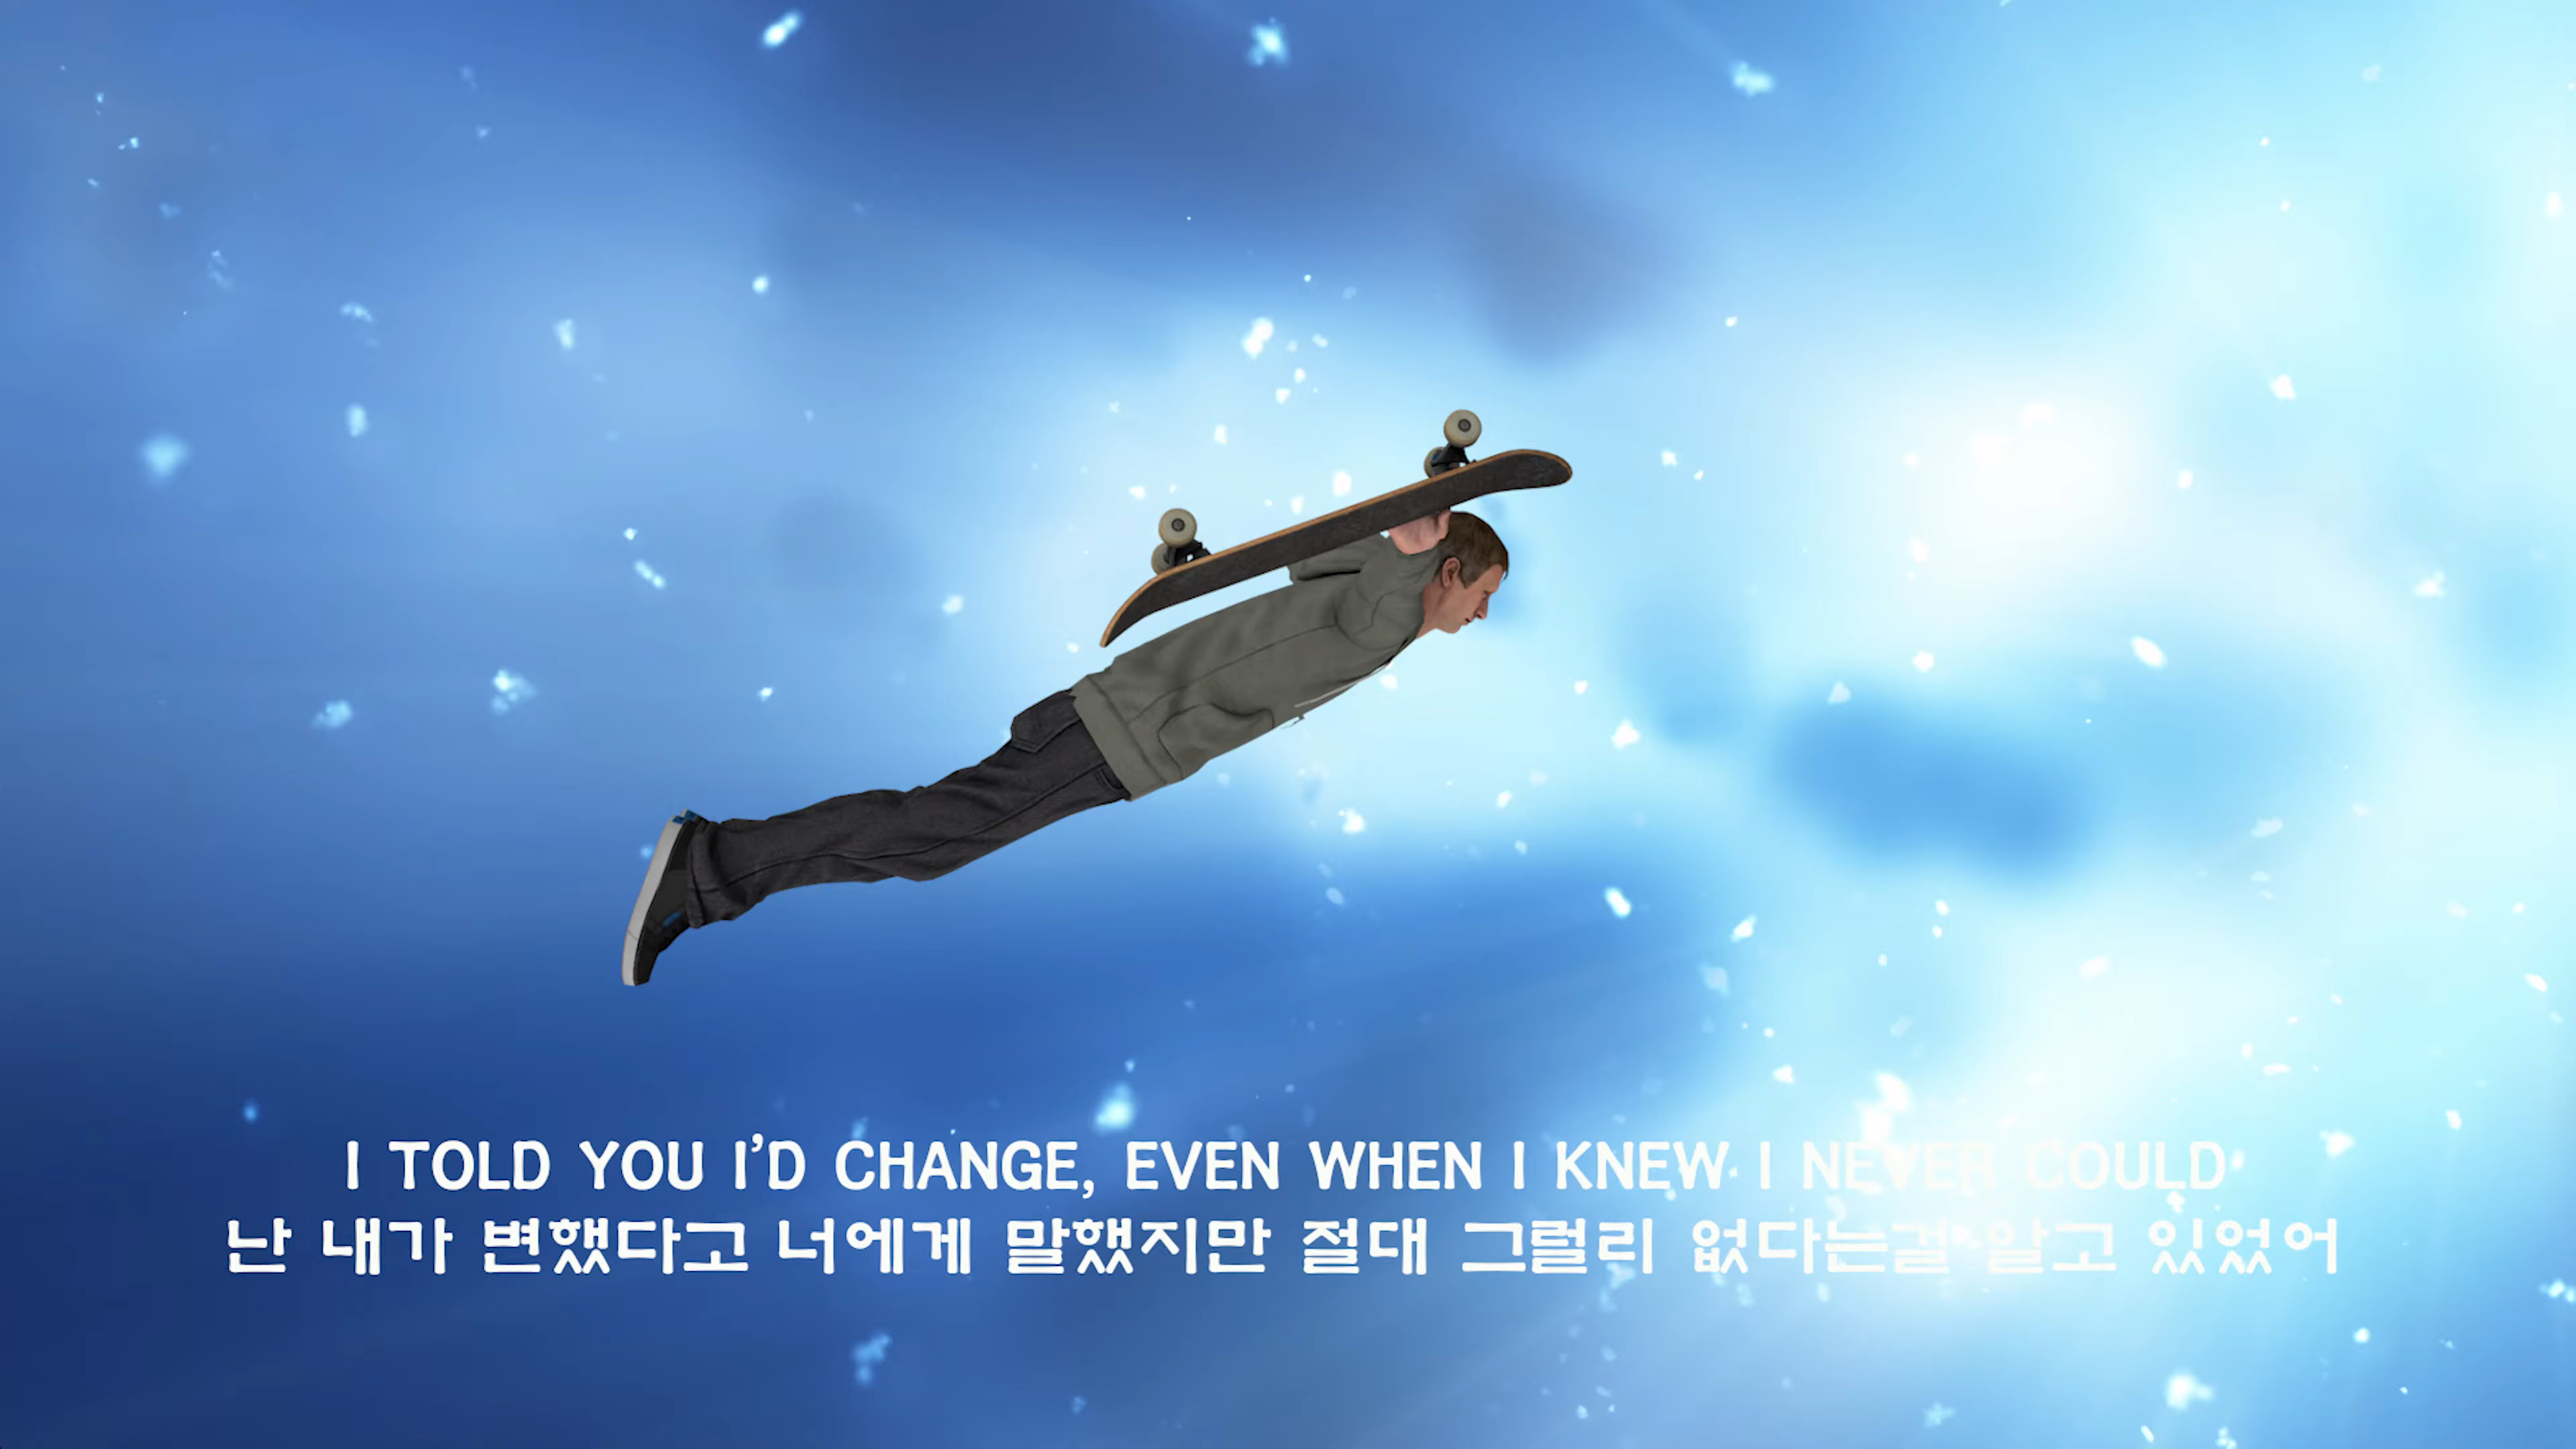 I TOLD YOU I'D CHANGE, EVEN WHEN I KNEW I NEVER COULD
난 내가 변했다고 너에게 말했지만 절대 그럴리 없다는걸 알고 있었어